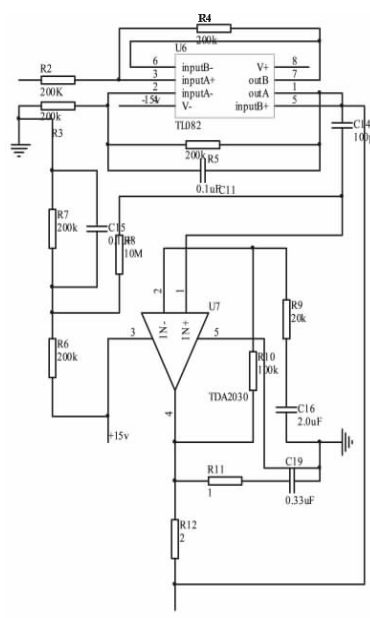 R4
200k
U6
6 inputB- V+ 8
R2 3 inputA+ outB 7
200K 2 inputA- outA 1
-15v V- inputB+ 5
200k TL082
R3
C14
200k
R5
0.1uF C11
R7
200k
C15
R8
10M
2
1
U7
IN-
IN+
3
5
R9
20k
R6
200k
R10
100k
TDA2030
4
C16
2.0uF
+15v
R11
1
C19
0.33uF
R12
2